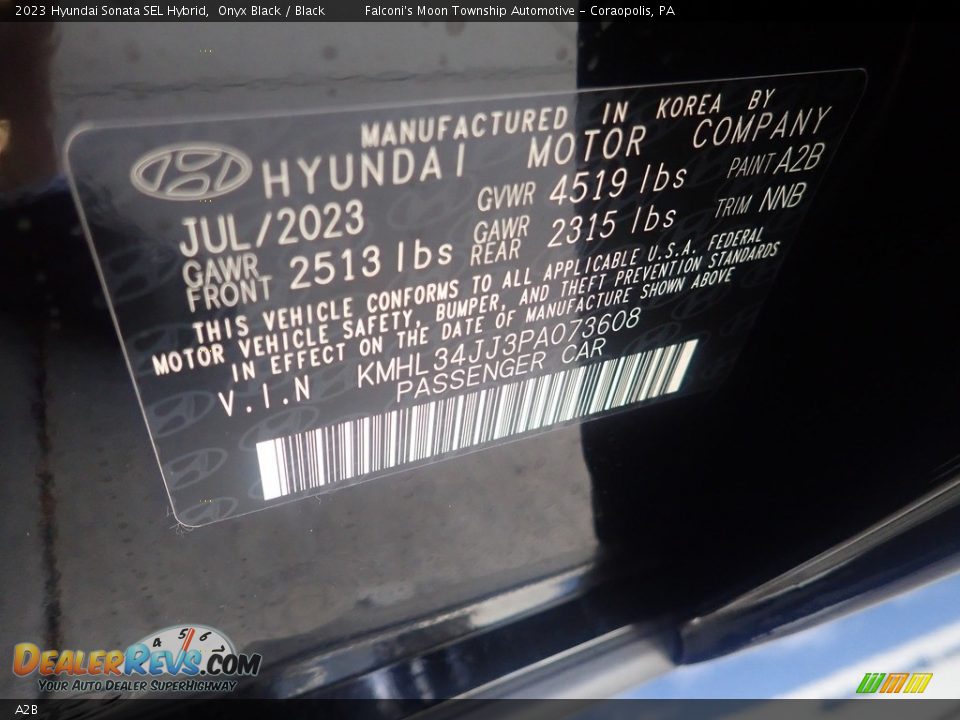 2023 Hyundai Sonata SEL Hybrid, Onyx Black / Black Falconi's Moon Township Automotive - Coraopolis, PA
MANUFACTURED IN KOREA BY
HYUNDAI MOTOR COMPANY
JUL/2023 GVWR 4519 lbs PAINT A2B
GAWR FRONT 2513 lbs GAWR REAR 2315 lbs TRIM NNB
THIS VEHICLE CONFORMS TO ALL APPLICABLE U.S.A. FEDERAL
MOTOR VEHICLE SAFETY, BUMPER, AND THEFT PREVENTION STANDARDS
IN EFFECT ON THE DATE OF MANUFACTURE SHOWN ABOVE
V.I.N KMHL34JJ3PA073608
PASSENGER CAR
4 5 6
DEALERREVS.COM
YOUR AUTO DEALER SUPERHIGHWAY
A2B